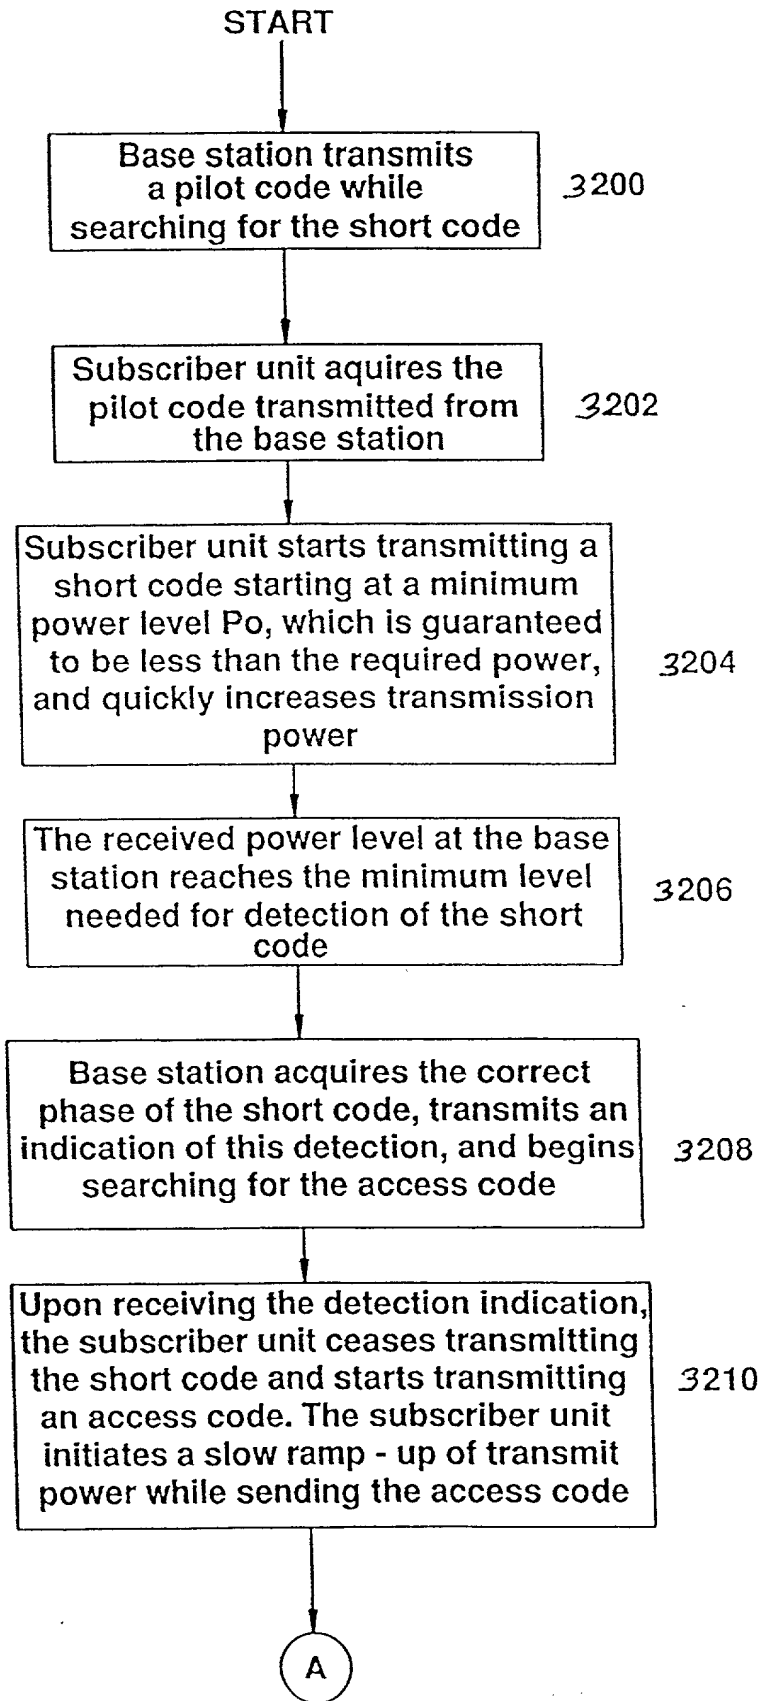 START
Base station transmits
a pilot code while
searching for the short code
3200
Subscriber unit aquires the
pilot code transmitted from
the base station
3202
Subscriber unit starts transmitting a
short code starting at a minimum
power level Po, which is guaranteed
to be less than the required power,
and quickly increases transmission
power
3204
The received power level at the base
station reaches the minimum level
needed for detection of the short
code
3206
Base station acquires the correct
phase of the short code, transmits an
indication of this detection, and begins
searching for the access code
3208
Upon receiving the detection indication,
the subscriber unit ceases transmitting
the short code and starts transmitting
an access code. The subscriber unit
initiates a slow ramp - up of transmit
power while sending the access code
3210
A